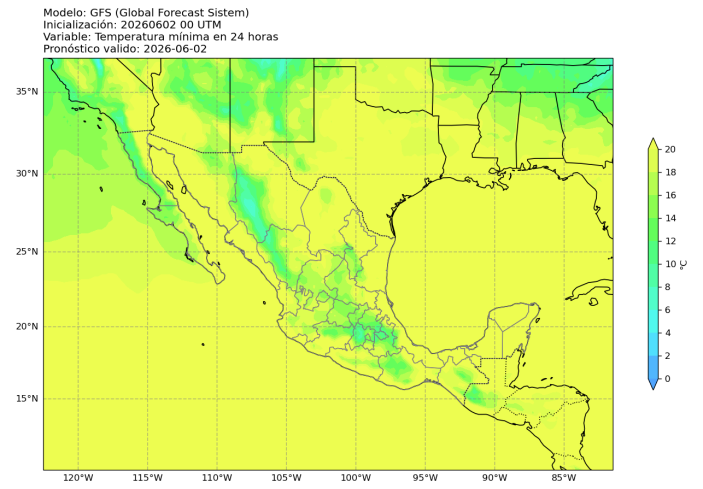 Modelo: GFS (Global Forecast Sistem)
Inicialización: 20260602 00 UTM
Variable: Temperatura mínima en 24 horas
Pronóstico valido: 2026-06-02
35°N
30°N
25°N
20°N
15°N
120°W 115°W 110°W 105°W 100°W 95°W 90°W 85°W
20
18
16
14
12
10
8
6
4
2
0
°C